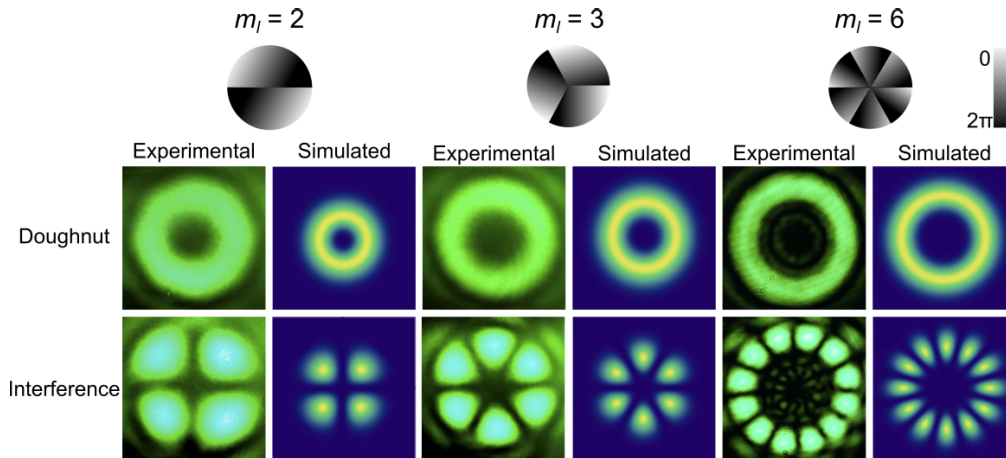 m_l = 2
m_l = 3
m_l = 6
0
2π
Experimental
Simulated
Experimental
Simulated
Experimental
Simulated
Doughnut
Interference